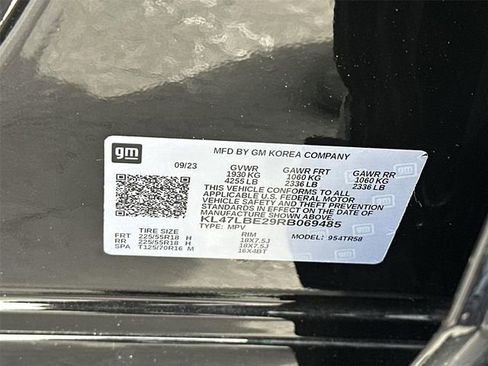 gm
MFD BY GM KOREA COMPANY
09/23 GVWR GAWR FRT GAWR RR
1930 KG 1060 KG 1060 KG
4255 LB 2336 LB 2336 LB
THIS VEHICLE CONFORMS TO ALL
APPLICABLE U.S. FEDERAL MOTOR
VEHICLE SAFETY AND THEFT PREVENTION
STANDARDS IN EFFECT ON THE DATE OF
MANUFACTURE SHOWN ABOVE.
KL47LBE29RB069485
TYPE: MPV MODEL: 954TR58
TIRE SIZE RIM
FRT 225/55R18 H 18X7.5J
RR 225/55R18 H 18X7.5J
SPA T125/70R16 M 16X4BT